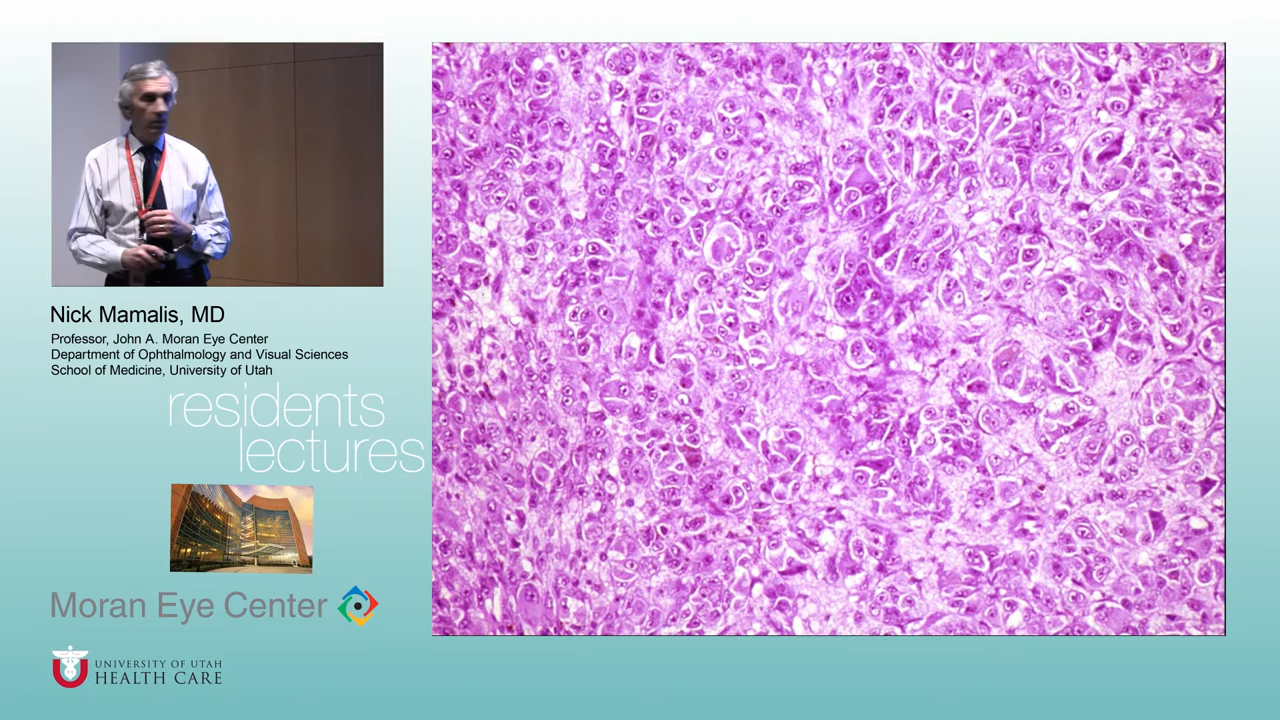 Nick Mamalis, MD
Professor, John A. Moran Eye Center
Department of Ophthalmology and Visual Sciences
School of Medicine, University of Utah
residents
lectures
Moran Eye Center
UNIVERSITY OF UTAH
HEALTH CARE